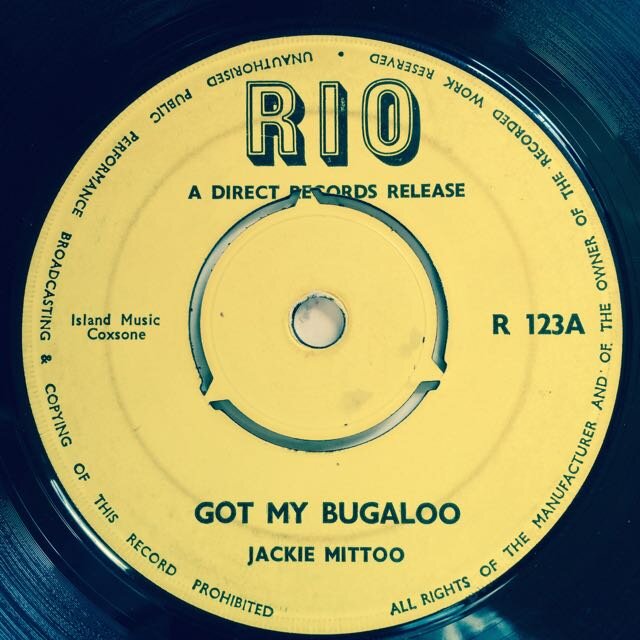 RIO
A DIRECT RECORDS RELEASE
Island Music
Coxsone
R 123A
GOT MY BUGALOO
JACKIE MITTOO
ALL RIGHTS OF THE MANUFACTURER AND OF THE OWNER OF THE RECORDED WORK RESERVED
UNAUTHORISED PUBLIC PERFORMANCE BROADCASTING & COPYING OF THIS RECORD PROHIBITED